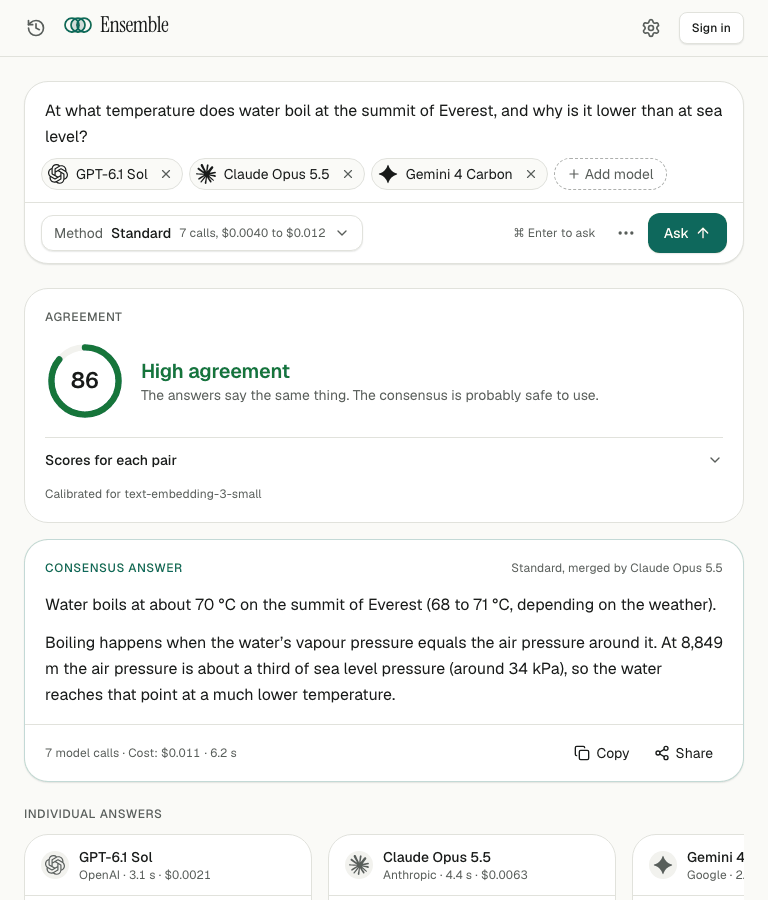 Ensemble
Sign in
At what temperature does water boil at the summit of Everest, and why is it lower than at sea
level?
GPT-6.1 Sol
Claude Opus 5.5
Gemini 4 Carbon
+ Add model
Method Standard 7 calls, $0.0040 to $0.012
⌘ Enter to ask
Ask
AGREEMENT
86
High agreement
The answers say the same thing. The consensus is probably safe to use.
Scores for each pair
Calibrated for text-embedding-3-small
CONSENSUS ANSWER
Standard, merged by Claude Opus 5.5
Water boils at about 70 °C on the summit of Everest (68 to 71 °C, depending on the weather).
Boiling happens when the water’s vapour pressure equals the air pressure around it. At 8,849
m the air pressure is about a third of sea level pressure (around 34 kPa), so the water
reaches that point at a much lower temperature.
7 model calls · Cost: $0.011 · 6.2 s
Copy
Share
INDIVIDUAL ANSWERS
GPT-6.1 Sol
OpenAI · 3.1 s · $0.0021
Claude Opus 5.5
Anthropic · 4.4 s · $0.0063
Gemini 4
Google · 2.